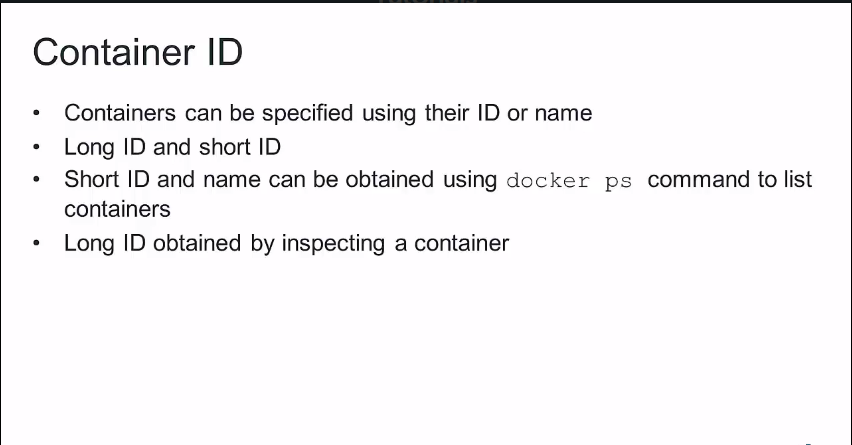 Container ID
• Containers can be specified using their ID or name
• Long ID and short ID
• Short ID and name can be obtained using docker ps command to list
containers
• Long ID obtained by inspecting a container